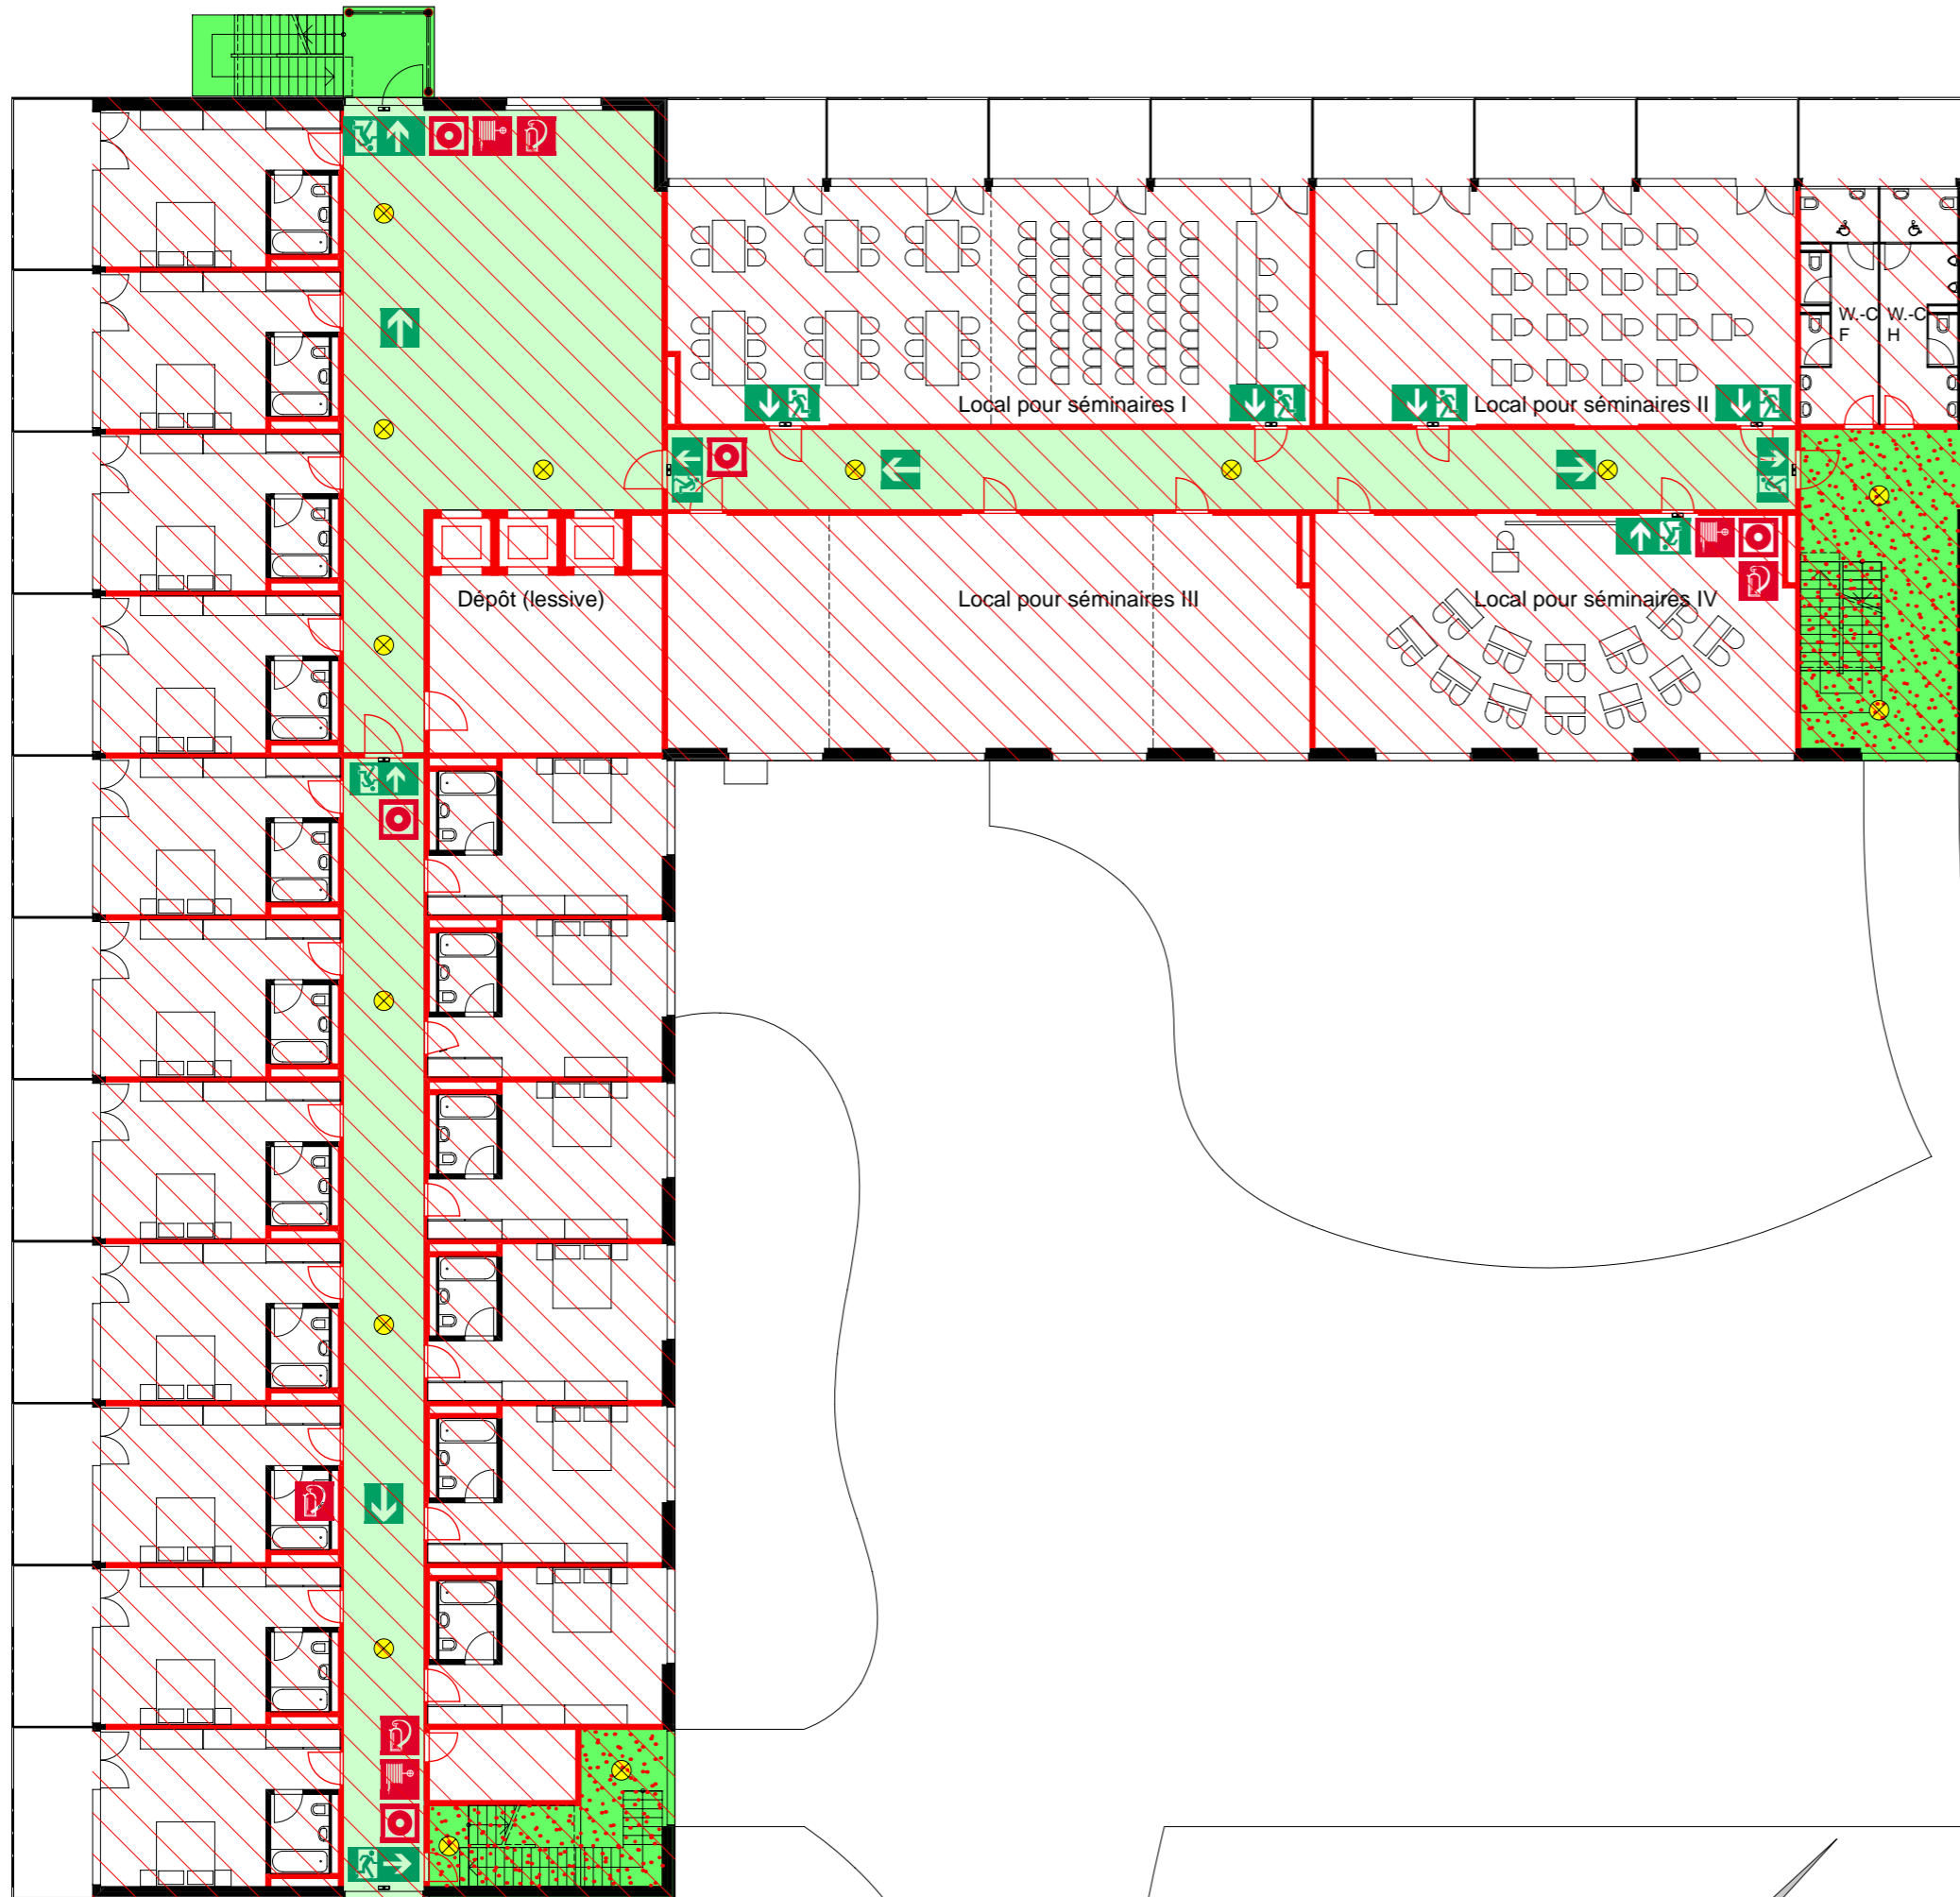 W.-C
F
W.-C
H
Local pour séminaires I
Local pour séminaires II
Dépôt (lessive)
Local pour séminaires III
Local pour séminaires IV